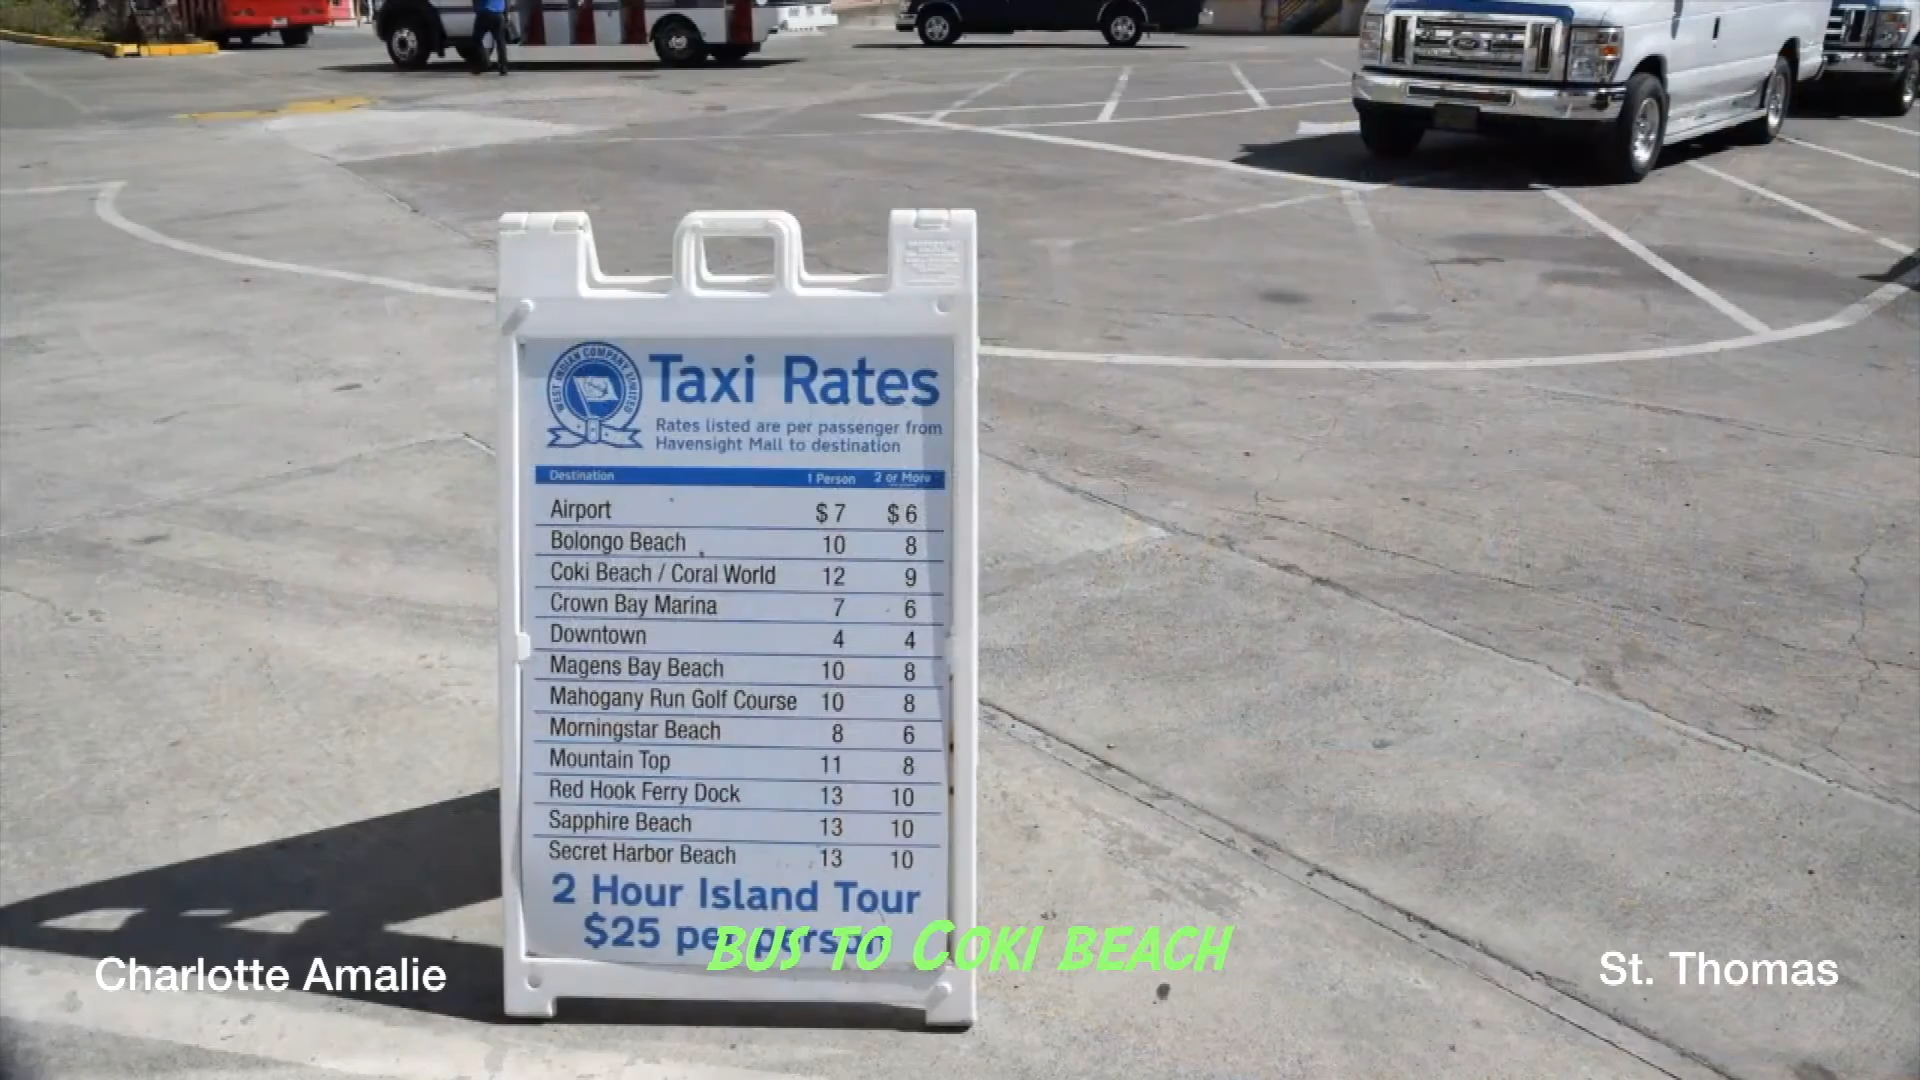 WEST INDIAN COMPANY LIMITED
Taxi Rates
Rates listed are per passenger from
Havensight Mall to destination
Destination 1 Person 2 or More
Airport $ 7 $ 6
Bolongo Beach 10 8
Coki Beach / Coral World 12 9
Crown Bay Marina 7 6
Downtown 4 4
Magens Bay Beach 10 8
Mahogany Run Golf Course 10 8
Morningstar Beach 8 6
Mountain Top 11 8
Red Hook Ferry Dock 13 10
Sapphire Beach 13 10
Secret Harbor Beach 13 10
2 Hour Island Tour
$25 per person
BUS TO COKI BEACH
Charlotte Amalie
St. Thomas